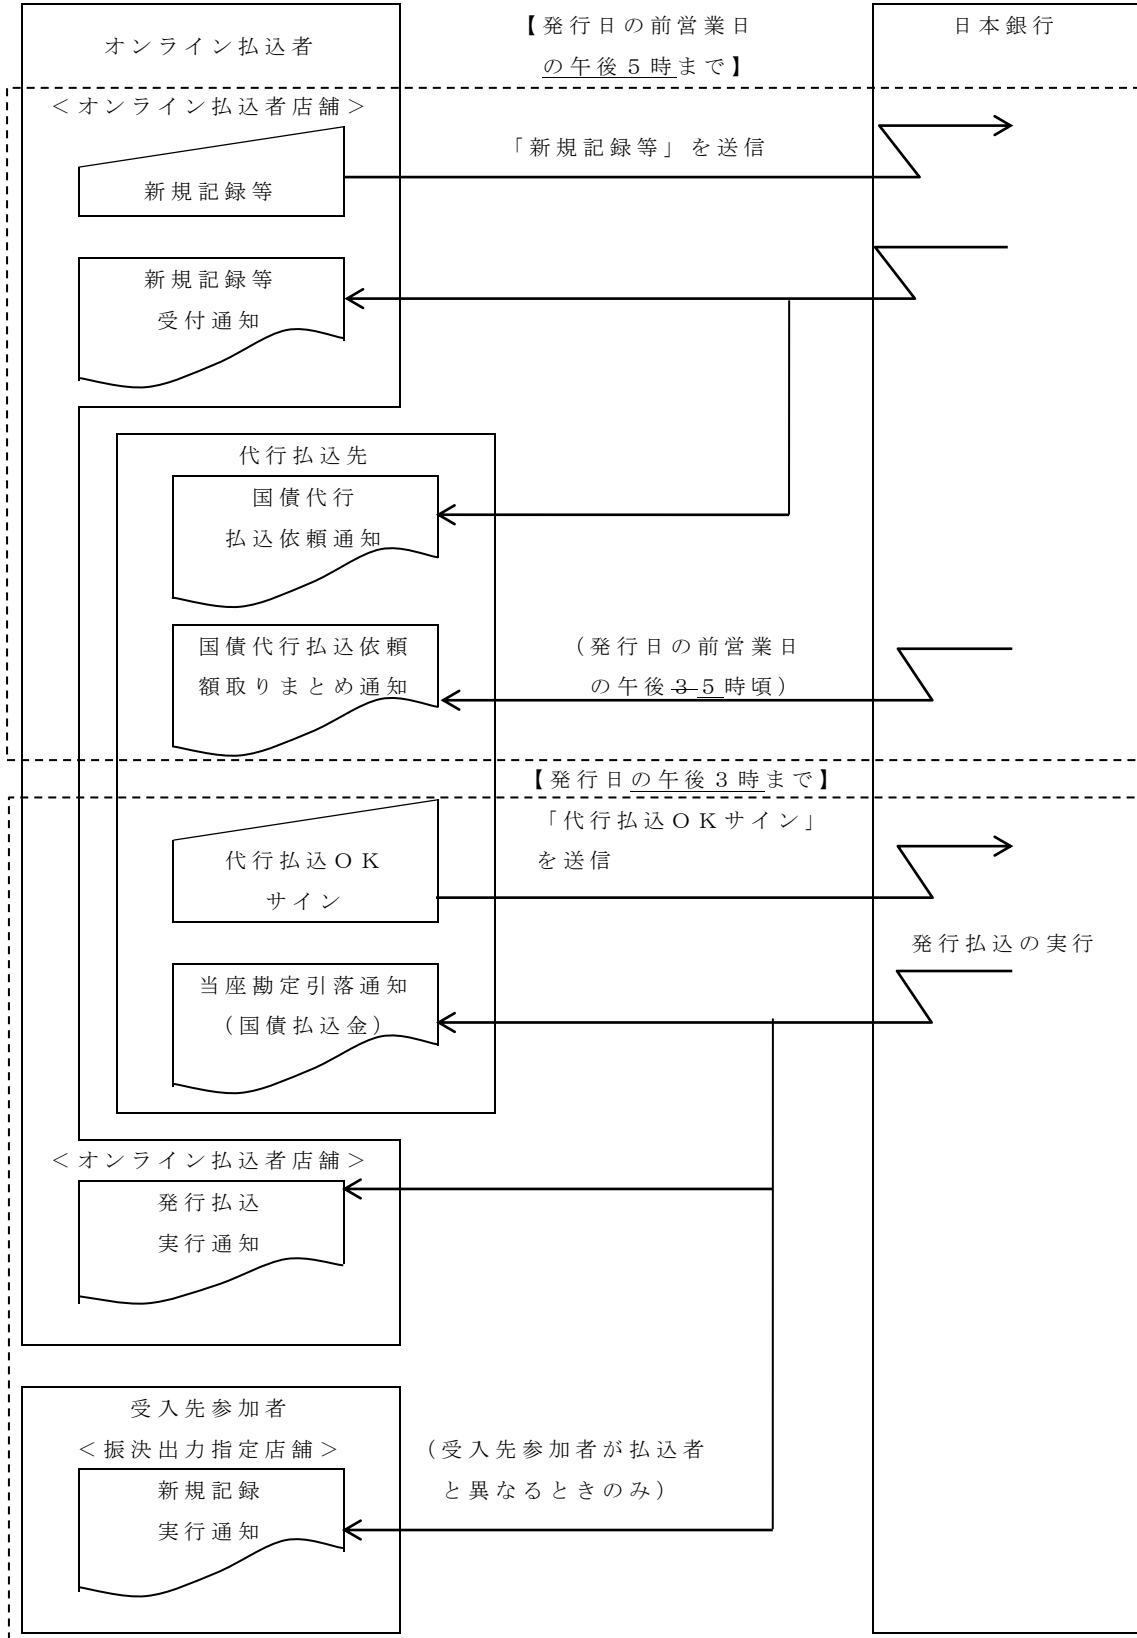 オンライン払込者
【発行日の前営業日
の午後５時まで】
日本銀行
＜オンライン払込者店舗＞
新規記録等
「新規記録等」を送信
新規記録等
受付通知
代行払込先
国債代行
払込依頼通知
国債代行払込依頼
額取りまとめ通知
（発行日の前営業日
の午後３５時頃）
【発行日の午後３時まで】
代行払込ＯＫ
サイン
「代行払込ＯＫサイン」
を送信
発行払込の実行
当座勘定引落通知
（国債払込金）
＜オンライン払込者店舗＞
発行払込
実行通知
受入先参加者
＜振決出力指定店舗＞
新規記録
実行通知
（受入先参加者が払込者
と異なるときのみ）